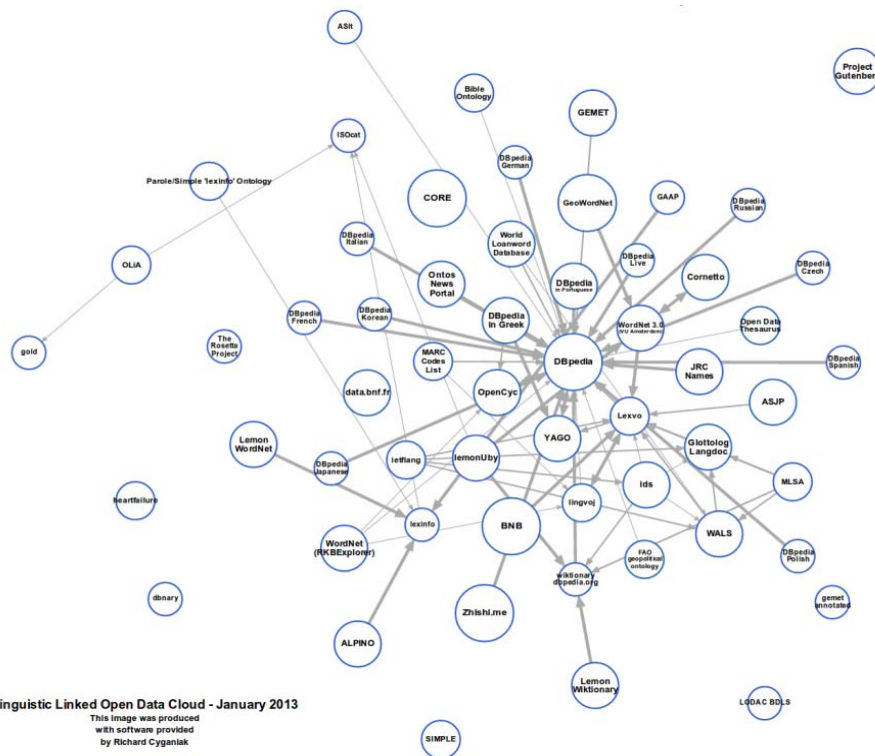 ASIt
Project
Gutenberg
Bible
Ontology
GEMET
ISOcat
DBpedia
German
Parole/Simple 'lexinfo' Ontology
CORE
GeoWordNet
GAAP
DBpedia
Russian
DBpedia
Italian
World
Loanword
Database
OLiA
DBpedia
Live
DBpedia
Czech
Ontos
News
Portal
DBpedia
in Portuguese
Cornetto
DBpedia
French
DBpedia
Korean
DBpedia
in Greek
WordNet 3.0
(VU Amsterdam)
Open Data
Thesaurus
gold
The
Rosetta
Project
MARC
Codes
List
DBpedia
JRC
Names
DBpedia
Spanish
data.bnf.fr
OpenCyc
ASJP
Lexvo
Lemon
WordNet
YAGO
Glottolog
Langdoc
DBpedia
Japanese
ietflang
lemonUby
ids
MLSA
heartfailure
lingvoj
lexinfo
BNB
WALS
WordNet
(RKBExplorer)
FAO
geopolitical
ontology
DBpedia
Polish
wiktionary
dbpedia.org
dbnary
Zhishi.me
gemet
annotated
ALPINO
Lemon
Wiktionary
LODAC BDLS
inguistic Linked Open Data Cloud - January 2013
This image was produced
with software provided
by Richard Cyganiak
SIMPLE